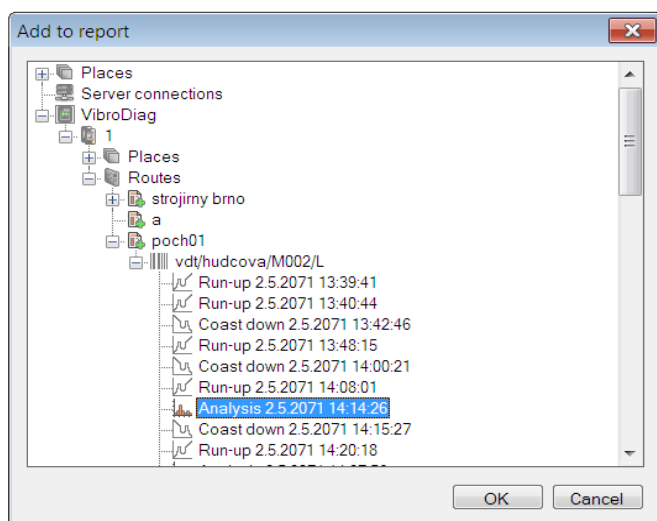 Add to report
Places
Server connections
VibroDiag
1
Places
Routes
strojirny brno
a
poch01
vdt/hudcova/M002/L
Run-up 2.5.2071 13:39:41
Run-up 2.5.2071 13:40:44
Coast down 2.5.2071 13:42:46
Run-up 2.5.2071 13:48:15
Coast down 2.5.2071 14:00:21
Run-up 2.5.2071 14:08:01
Analysis 2.5.2071 14:14:26
Coast down 2.5.2071 14:15:27
Run-up 2.5.2071 14:20:18
OK Cancel